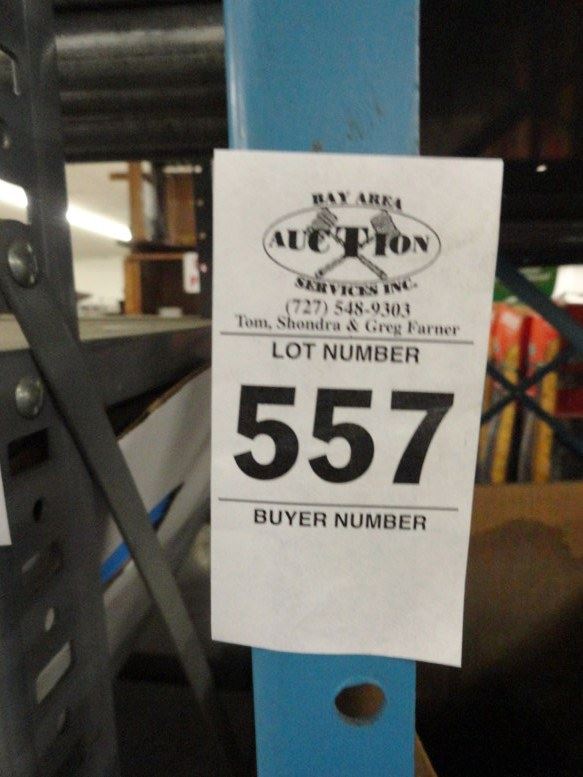 BAY AREA
AUCTION
SERVICES INC.
(727) 548-9303
Tom, Shondra & Greg Farner
LOT NUMBER
557
BUYER NUMBER